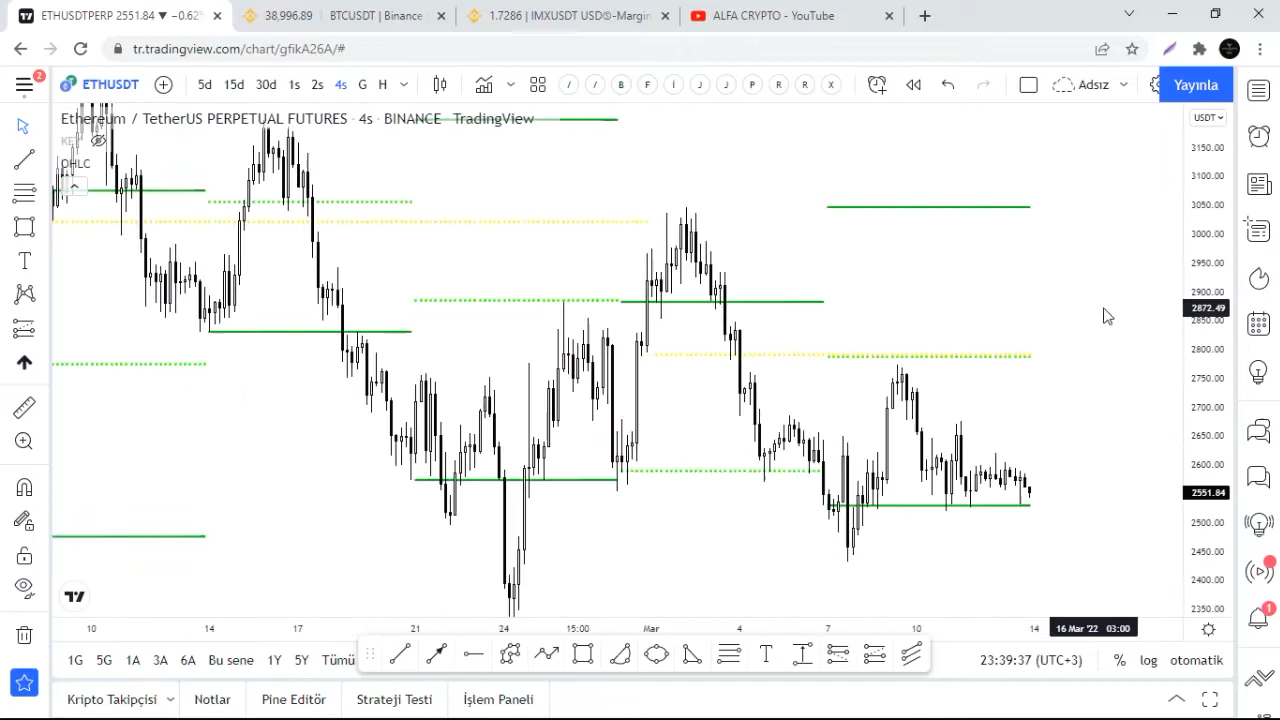 ETHUSDTPERP 2551.84 ▼ −0.62%
38,996.89 BTCUSDT | Binance
1.7286 | IMXUSDT USDⓈ-Margin
ALFA CRYPTO - YouTube
tr.tradingview.com/chart/gfikA26A/#
2
ETHUSDT
5d 15d 30d 1s 2s 4s G H
B F İ J J P R R X
Adsız
Yayınla
Ethereum / TetherUS PERPETUAL FUTURES · 4s · BINANCE · TradingView
OHLC
USDT
3150.00
3100.00
3050.00
3000.00
2950.00
2900.00
2872.49
2850.00
2800.00
2750.00
2700.00
2650.00
2600.00
2551.84
2500.00
2450.00
2400.00
2350.00
10 14 17 21 24 15:00 Mar 4 7 10 14 16 Mar '22 03:00
1G 5G 1A 3A 6A Bu sene 1Y 5Y Tümü
T
23:39:37 (UTC+3) % log otomatik
1
Kripto Takipçisi Notlar Pine Editör Strateji Testi İşlem Paneli